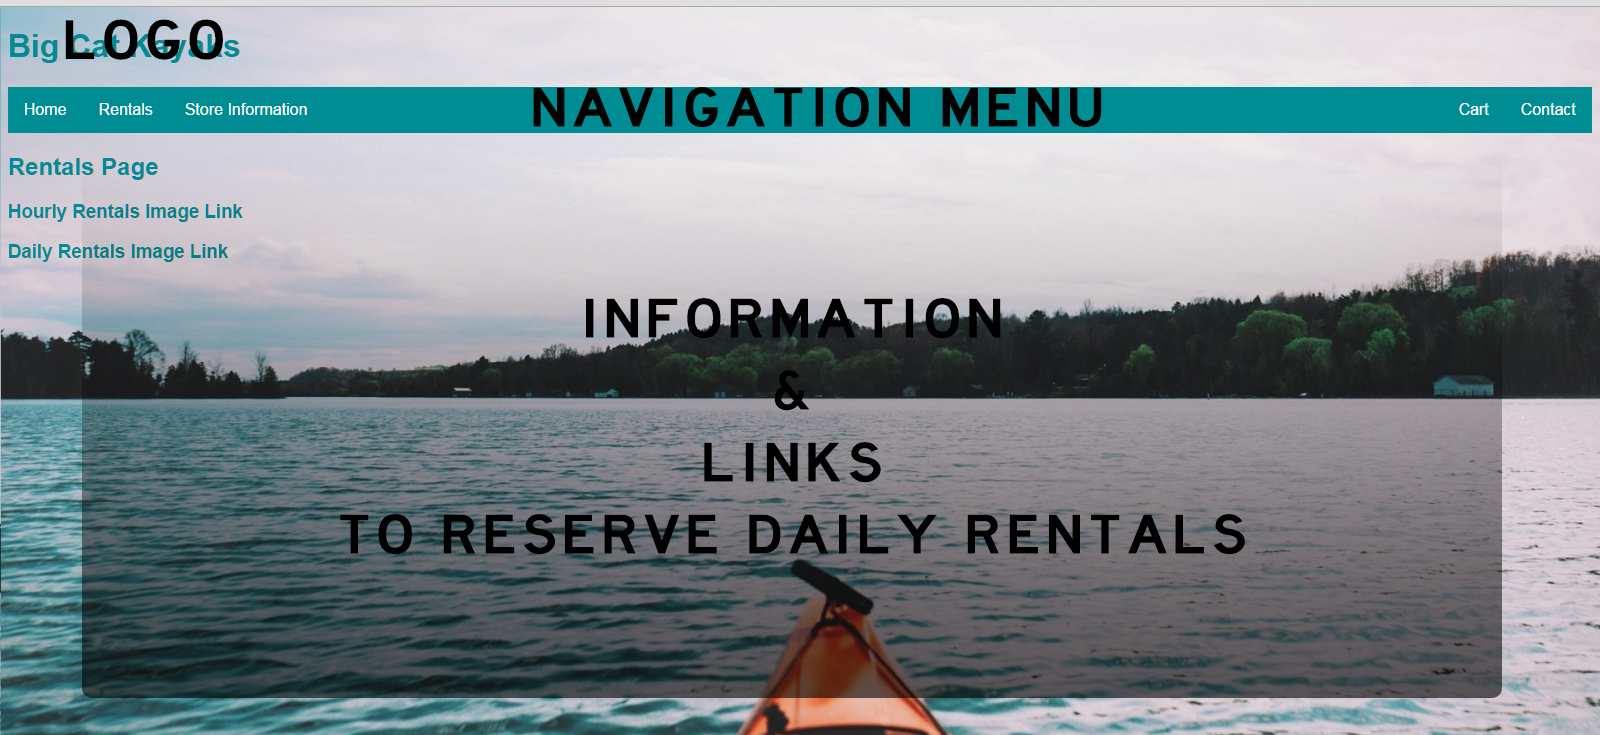 Big Cat Kayaks
LOGO
Home Rentals Store Information NAVIGATION MENU Cart Contact
Rentals Page
Hourly Rentals Image Link
Daily Rentals Image Link
INFORMATION
&
LINKS
TO RESERVE DAILY RENTALS